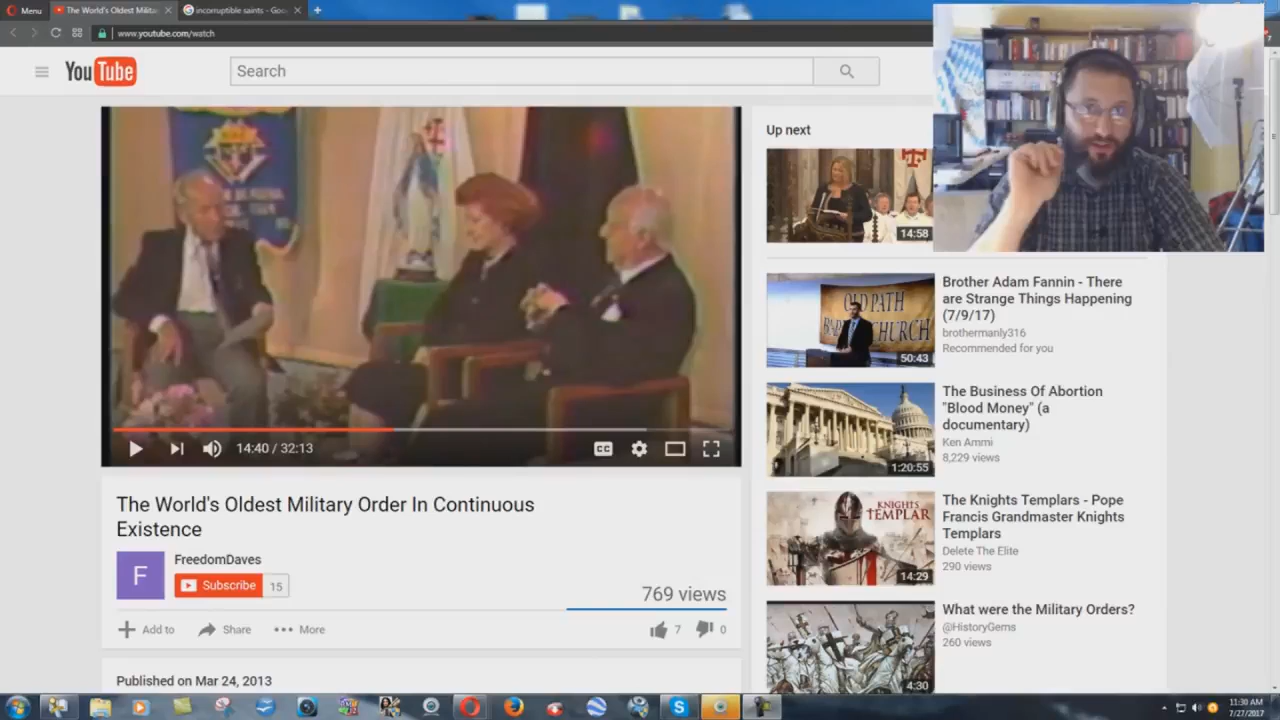 Menu
The World's Oldest Milita
incorruptible saints - Goo
www.youtube.com/watch
YouTube
Search
Up next
14:58
Brother Adam Fannin - There
are Strange Things Happening
(7/9/17)
brothermanly316
Recommended for you
OLD PATH
BAPTIST CHURCH
50:43
The Business Of Abortion
"Blood Money" (a
documentary)
Ken Ammi
8,229 views
1:20:55
14:40 / 32:13
CC
The World's Oldest Military Order In Continuous
Existence
F
FreedomDaves
Subscribe
15
769 views
Add to
Share
More
7
0
Published on Mar 24, 2013
KNIGHTS
TEMPLAR
The Knights Templars - Pope
Francis Grandmaster Knights
Templars
Delete The Elite
290 views
14:29
What were the Military Orders?
@HistoryGems
260 views
4:30
11:30 AM
7/27/2017